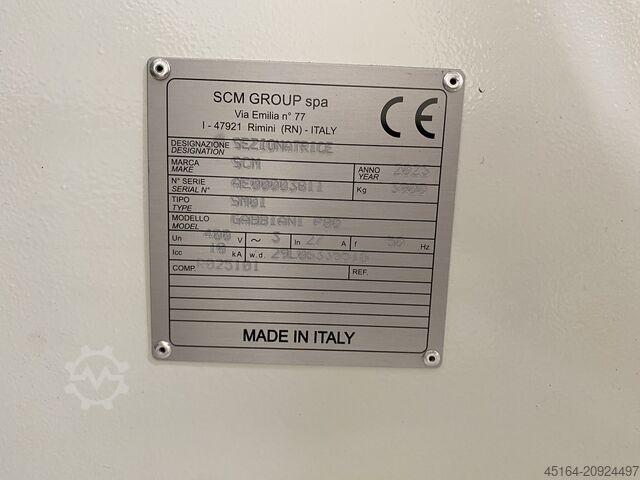 SCM GROUP spa
Via Emilia n° 77
I - 47921 Rimini (RN) - ITALY
CE
DESIGNAZIONE
DESIGNATION
SEZIONATRICE
MARCA
MAKE
SCM
ANNO
YEAR
2023
N° SERIE
SERIAL N°
Kg
TIPO
TYPE
SM01
MODELLO
MODEL
GABBIANI
Un 400 V ~ 3 In 27 A f 50 Hz
Icc 10 kA w.d.
COMP.
REF.
MADE IN ITALY
45164-20924497